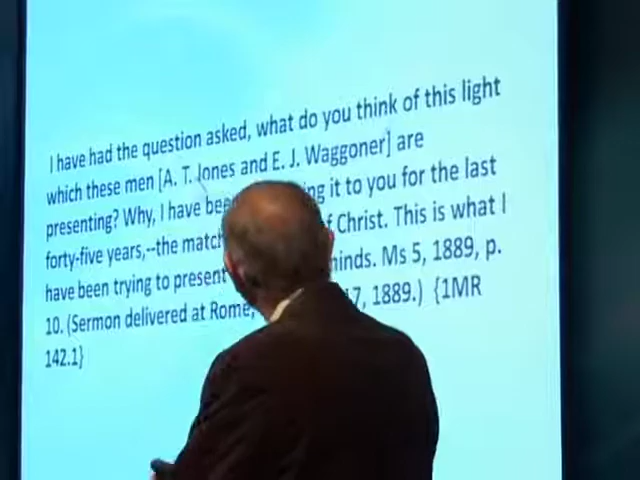 I have had the question asked, what do you think of this light
which these men [A. T. Jones and E. J. Waggoner] are
presenting? Why, I have been ing it to you for the last
forty-five years,--the match f Christ. This is what I
have been trying to present inds. Ms 5, 1889, p.
10. (Sermon delivered at Rome, 17, 1889.) {1MR
142.1}